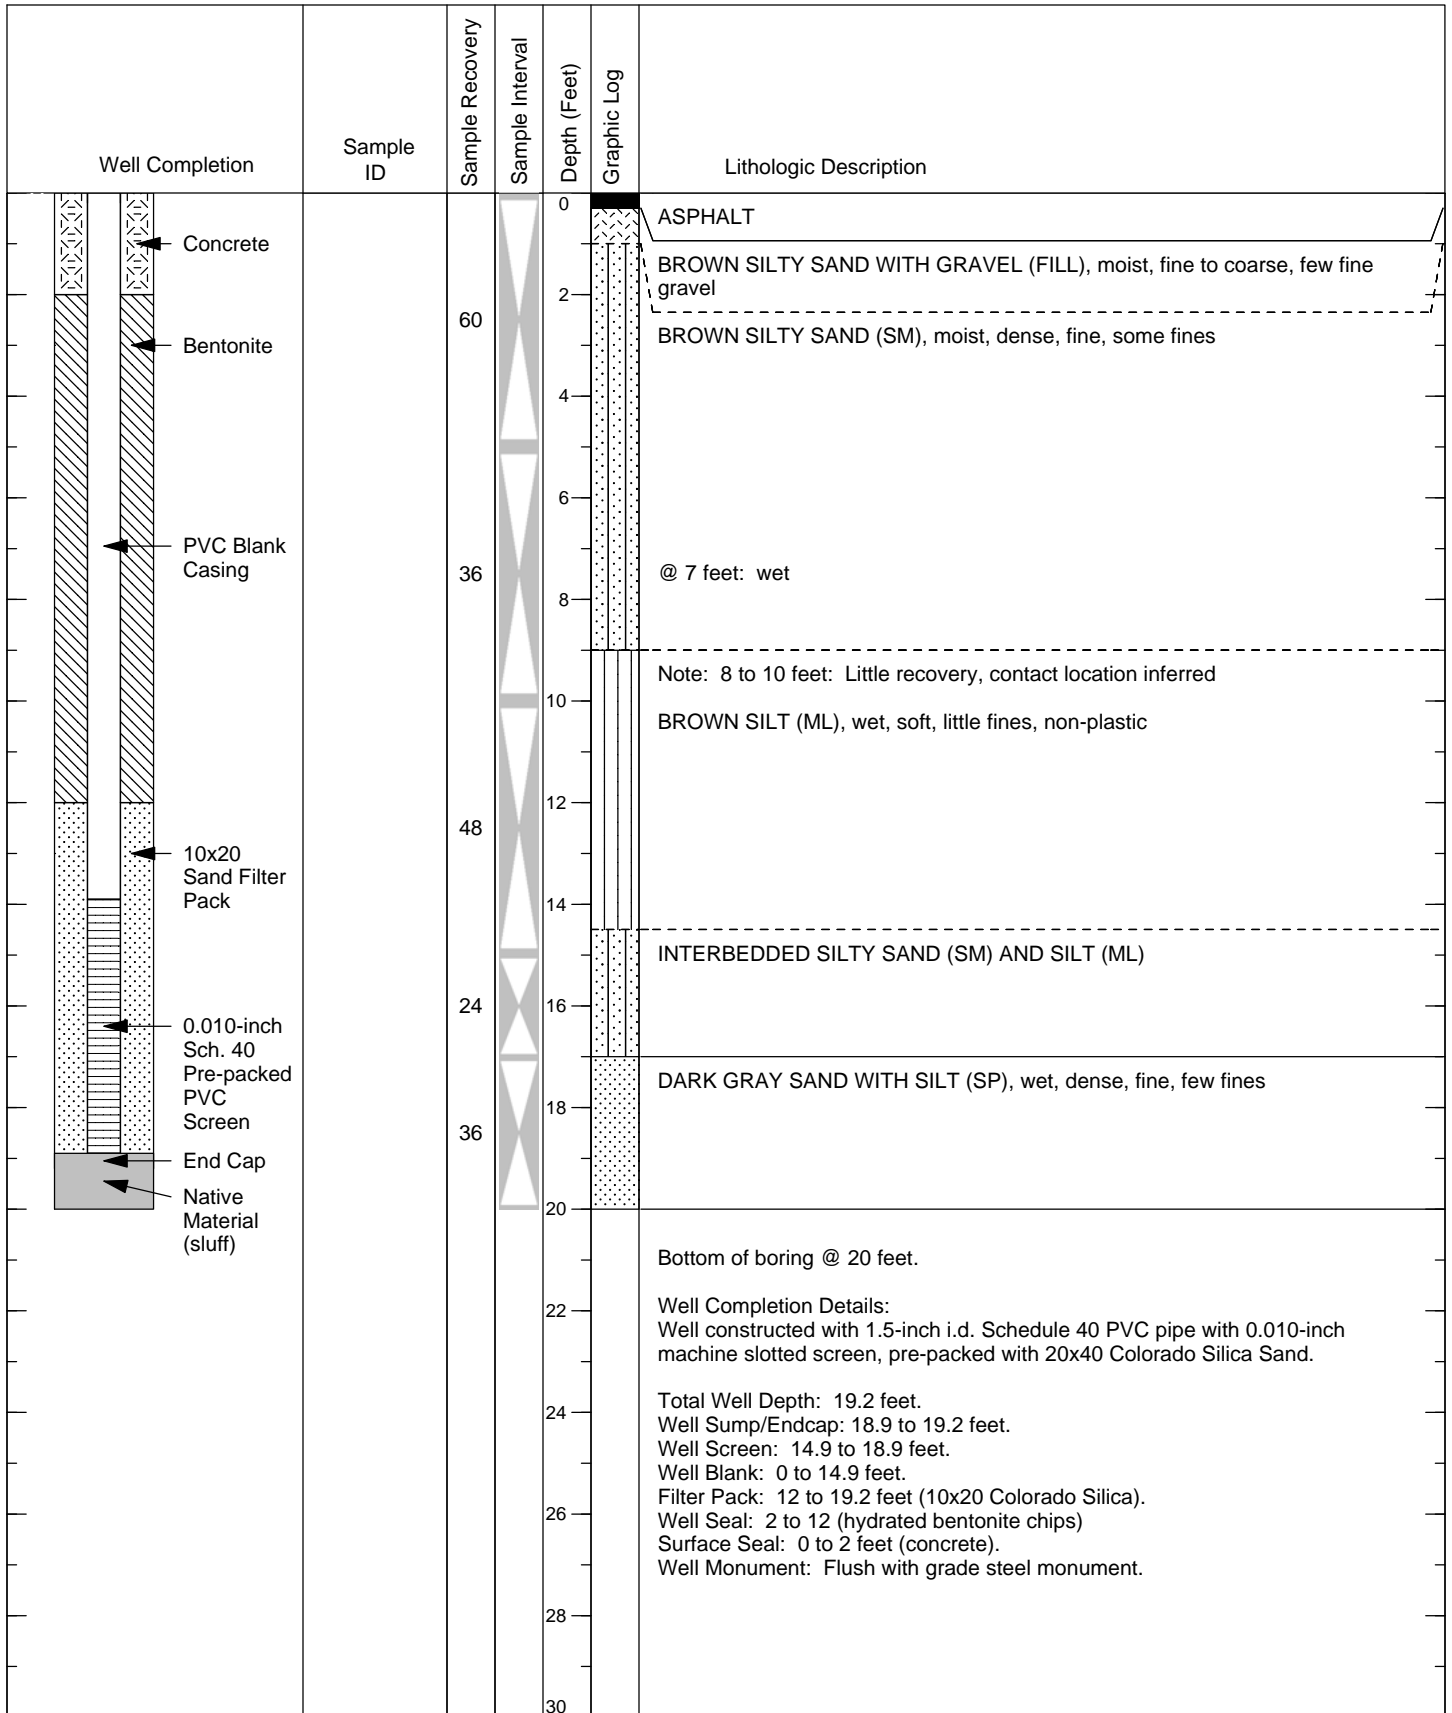 Well Completion
Sample
ID
Sample Recovery
Sample Interval
Depth (Feet)
Graphic Log
Lithologic Description
0
ASPHALT
Concrete
BROWN SILTY SAND WITH GRAVEL (FILL), moist, fine to coarse, few fine
gravel
2
60
BROWN SILTY SAND (SM), moist, dense, fine, some fines
Bentonite
4
6
PVC Blank
Casing
36
@ 7 feet: wet
8
Note: 8 to 10 feet: Little recovery, contact location inferred
10
BROWN SILT (ML), wet, soft, little fines, non-plastic
12
48
10x20
Sand Filter
Pack
14
INTERBEDDED SILTY SAND (SM) AND SILT (ML)
24
16
0.010-inch
Sch. 40
Pre-packed
PVC
Screen
DARK GRAY SAND WITH SILT (SP), wet, dense, fine, few fines
18
36
End Cap
Native
Material
(sluff)
20
Bottom of boring @ 20 feet.
22
Well Completion Details:
Well constructed with 1.5-inch i.d. Schedule 40 PVC pipe with 0.010-inch
machine slotted screen, pre-packed with 20x40 Colorado Silica Sand.
24
Total Well Depth: 19.2 feet.
Well Sump/Endcap: 18.9 to 19.2 feet.
Well Screen: 14.9 to 18.9 feet.
Well Blank: 0 to 14.9 feet.
Filter Pack: 12 to 19.2 feet (10x20 Colorado Silica).
26
Well Seal: 2 to 12 (hydrated bentonite chips)
Surface Seal: 0 to 2 feet (concrete).
Well Monument: Flush with grade steel monument.
28
30